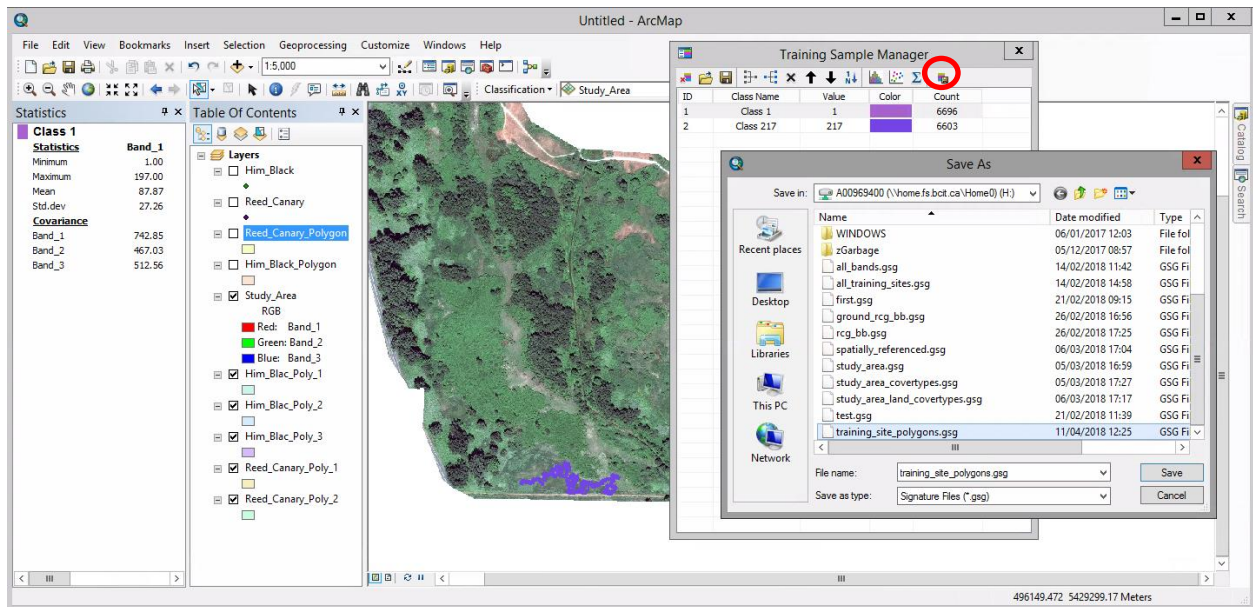 Untitled - ArcMap
File Edit View Bookmarks Insert Selection Geoprocessing Customize Windows Help
1:5,000
Classification
Study_Area
Statistics
Class 1
Statistics Band_1
Minimum 1.00
Maximum 197.00
Mean 87.87
Std.dev 27.26
Covariance
Band_1 742.85
Band_2 467.03
Band_3 512.56
Table Of Contents
Layers
Him_Black
Reed_Canary
Reed_Canary_Polygon
Him_Black_Polygon
Study_Area
RGB
Red: Band_1
Green: Band_2
Blue: Band_3
Him_Blac_Poly_1
Him_Blac_Poly_2
Him_Blac_Poly_3
Reed_Canary_Poly_1
Reed_Canary_Poly_2
Training Sample Manager
ID Class Name Value Color Count
1 Class 1 1 6696
2 Class 217 217 6603
Save As
Save in: A00969400 (\\home.fs.bcit.ca\Home0) (H:)
Recent places
Desktop
Libraries
This PC
Network
Name Date modified Type
WINDOWS 06/01/2017 12:03 File fol
zGarbage 05/12/2017 08:57 File fol
all_bands.gsg 14/02/2018 11:42 GSG Fi
all_training_sites.gsg 14/02/2018 14:58 GSG Fi
first.gsg 21/02/2018 09:15 GSG Fi
ground_rcg_bb.gsg 26/02/2018 16:56 GSG Fi
rcg_bb.gsg 26/02/2018 17:25 GSG Fi
spatially_referenced.gsg 06/03/2018 17:04 GSG Fi
study_area.gsg 05/03/2018 16:59 GSG Fi
study_area_covertypes.gsg 05/03/2018 17:27 GSG Fi
study_area_land_covertypes.gsg 06/03/2018 17:17 GSG Fi
test.gsg 21/02/2018 11:39 GSG Fi
training_site_polygons.gsg 11/04/2018 12:25 GSG Fi
File name: training_site_polygons.gsg Save
Save as type: Signature Files (*.gsg) Cancel
Catalog
Search
496149.472 5429299.17 Meters